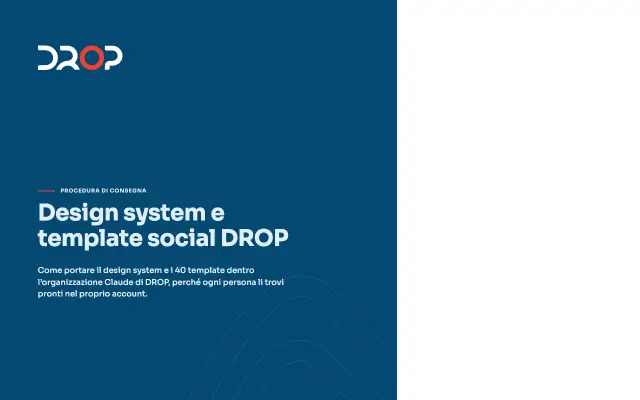 DROP
PROCEDURA DI CONSEGNA
Design system e
template social DROP
Come portare il design system e i 40 template dentro
l'organizzazione Claude di DROP, perché ogni persona li trovi
pronti nel proprio account.